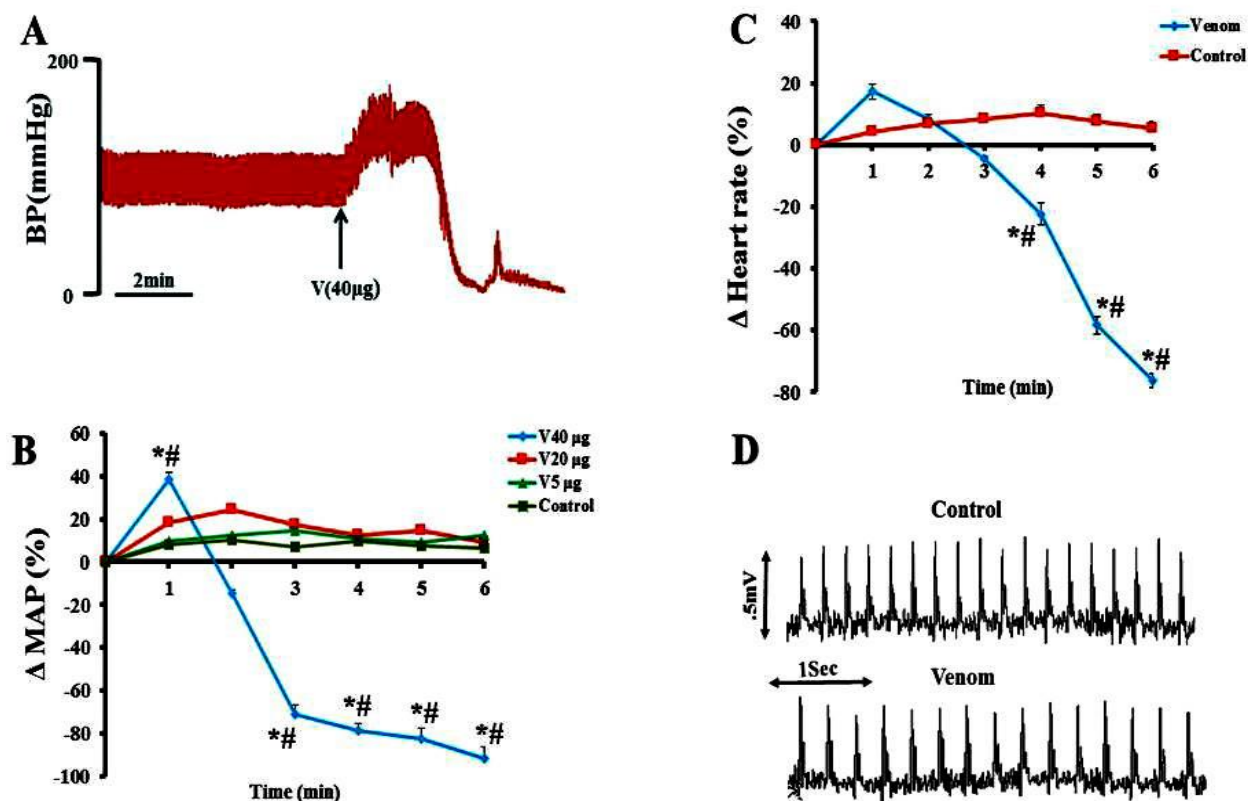 A
200
BP(mmHg)
0
2min
V(40µg)
B
60
40
20
0
-20
-40
-60
-80
-100
Δ MAP (%)
*#
*#
*#
*#
*#
1
3
4
5
6
Time (min)
V40 µg
V20 µg
V5 µg
Control
C
40
20
0
-20
-40
-60
-80
Δ Heart rate (%)
1
2
3
4
5
6
*#
*#
*#
Time (min)
Venom
Control
D
Control
.5mV
1Sec
Venom